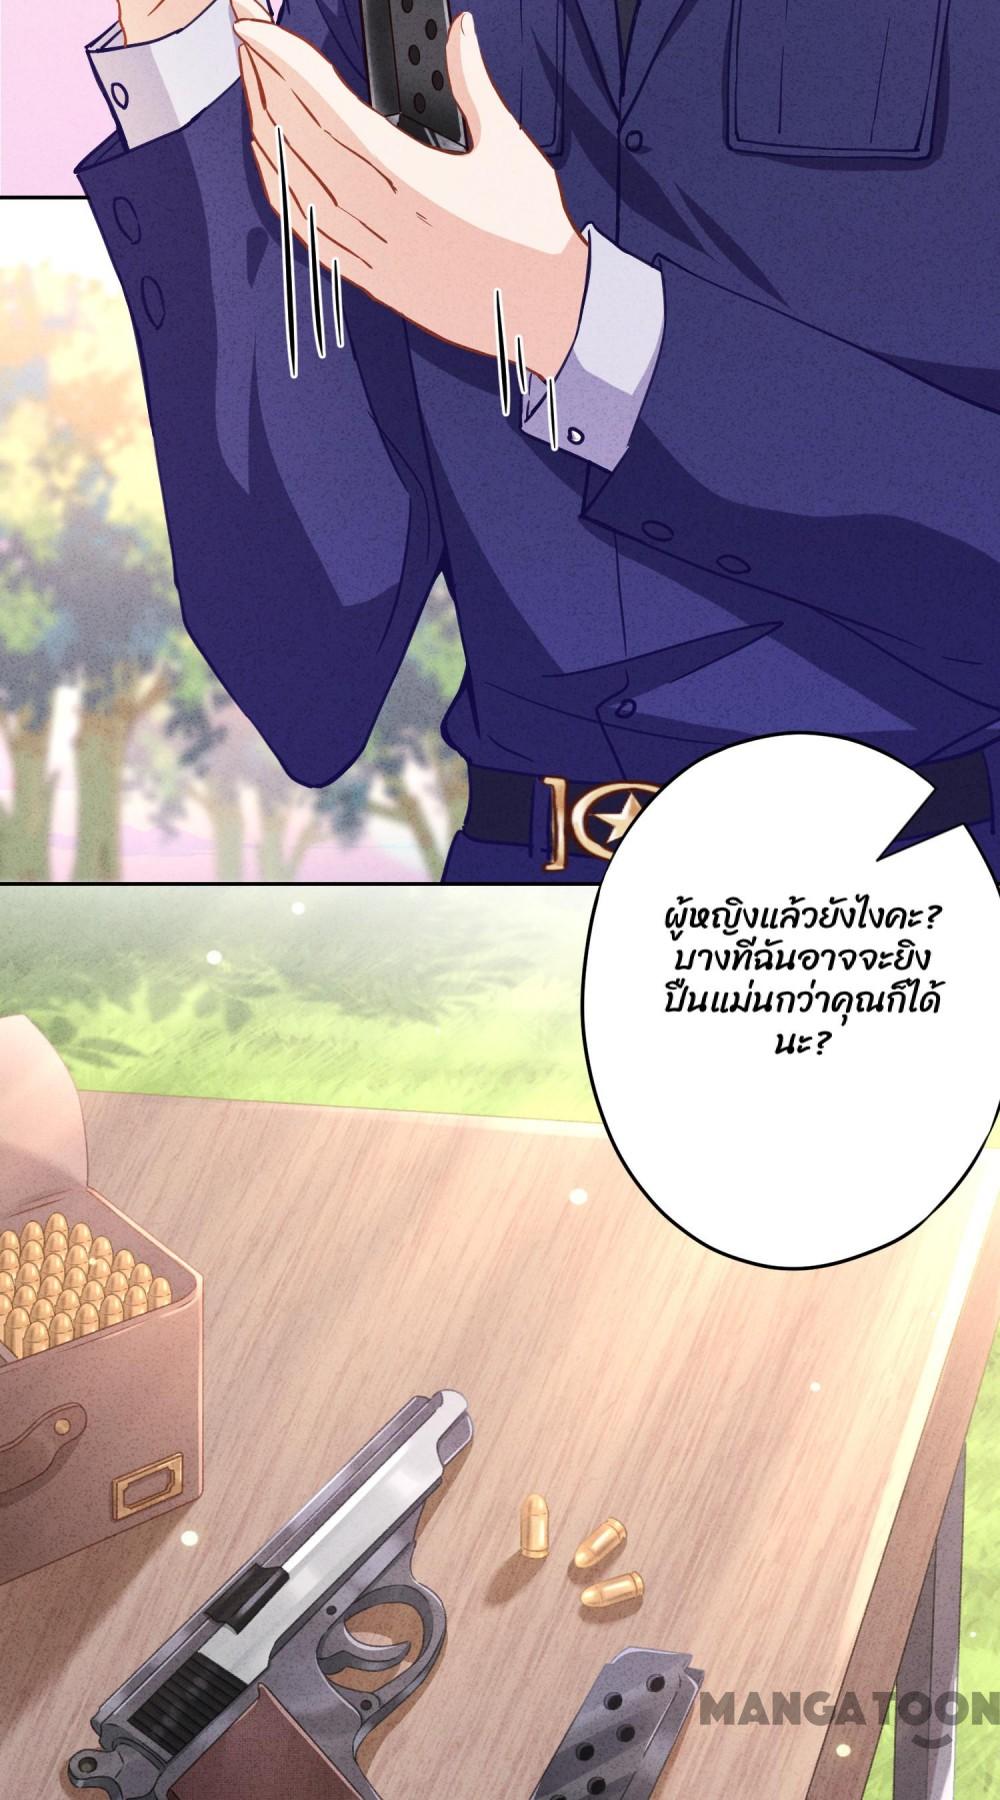 ผู้หญิงแล้วยังไงคะ?
บางทีฉันอาจจะยิง
ปืนแม่นกว่าคุณก็ได้
นะ?
MANGATOON